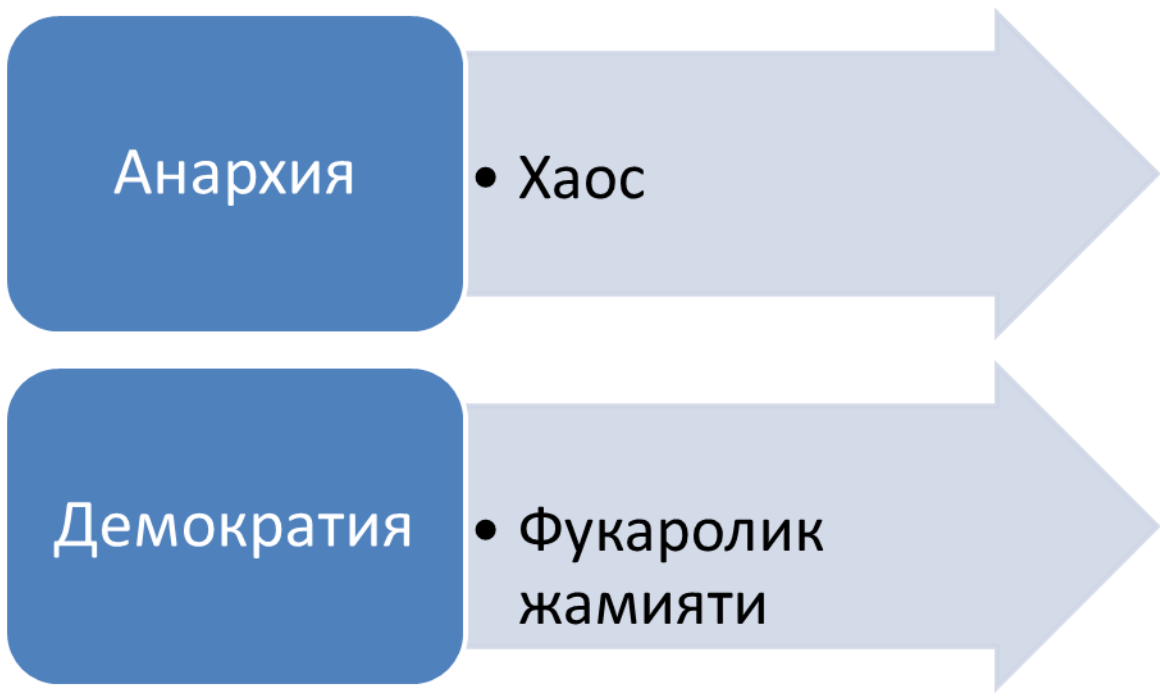 Анархия
• Хаос
Демократия
• Фукаролик
жамияти